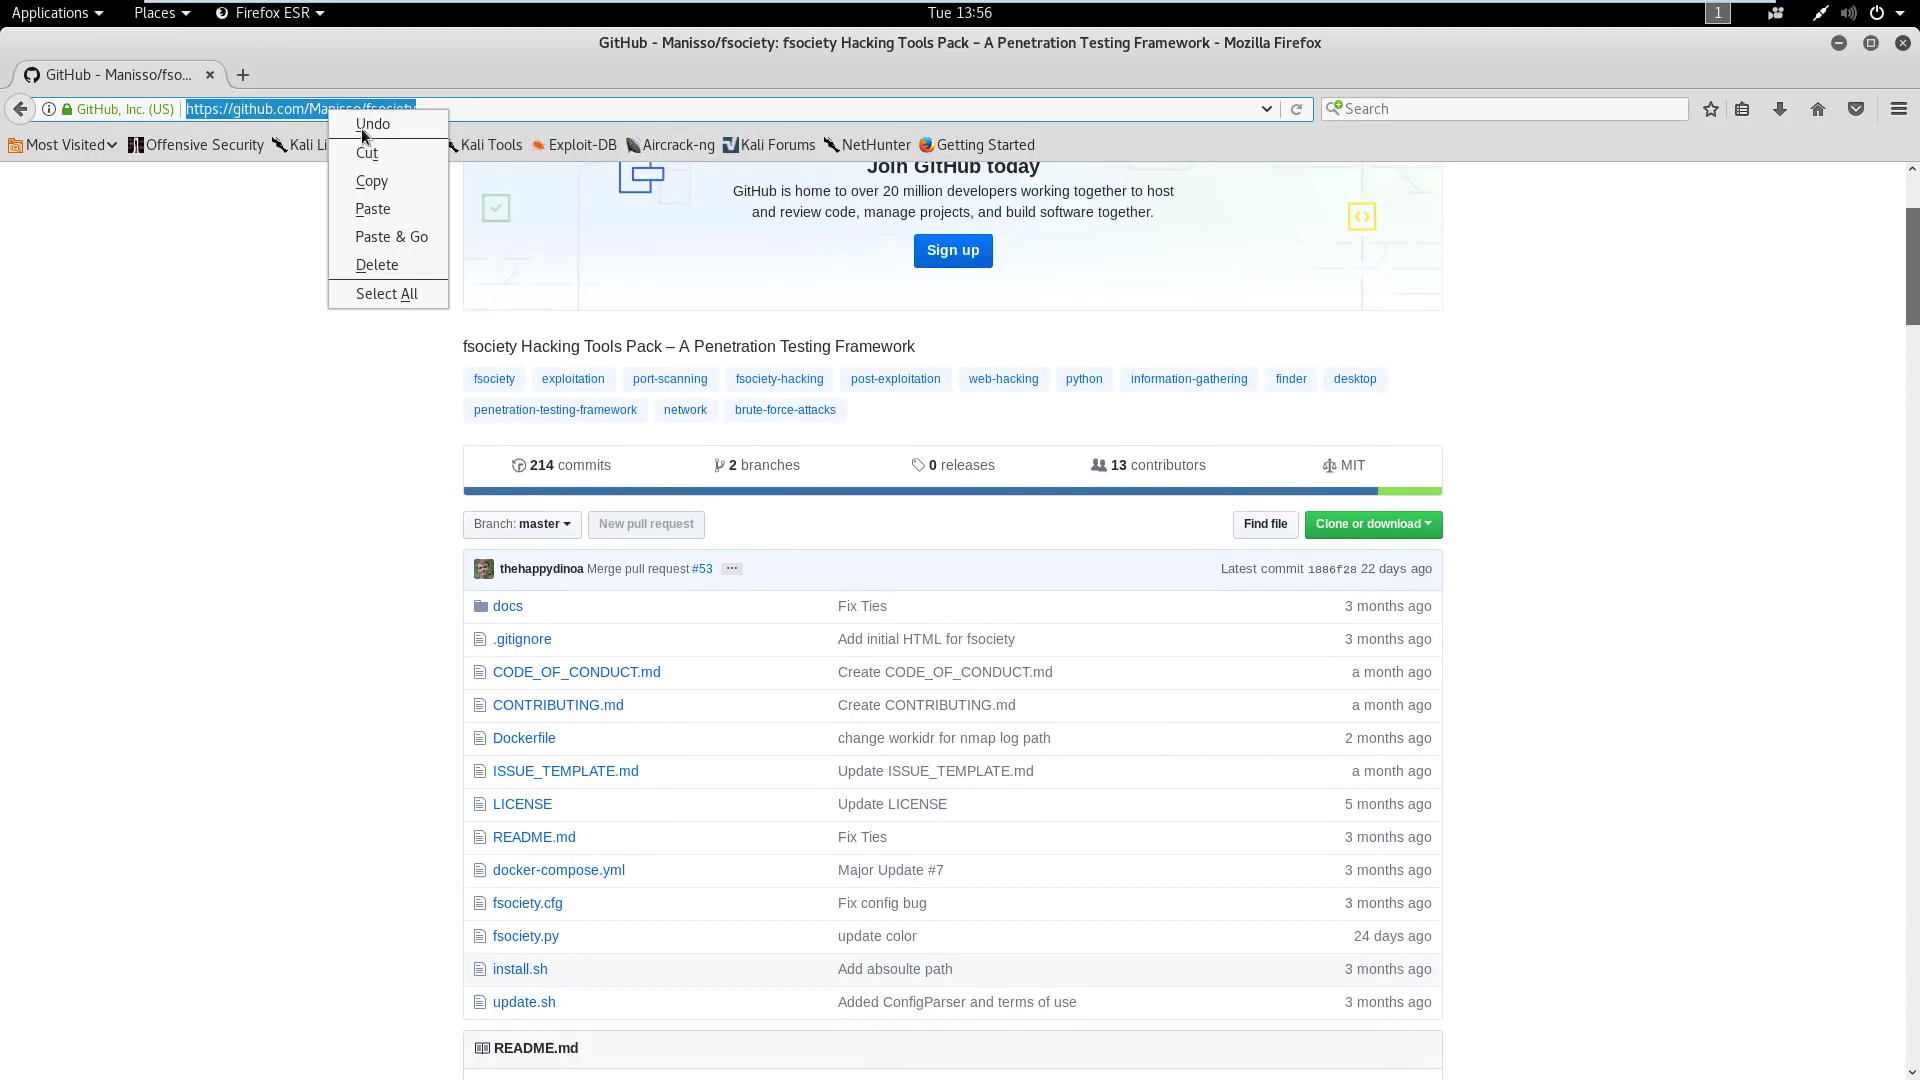 Applications Places Firefox ESR Tue 13:56 1
GitHub - Manisso/fsociety: fsociety Hacking Tools Pack – A Penetration Testing Framework - Mozilla Firefox
GitHub - Manisso/fso...
GitHub, Inc. (US) https://github.com/Manisso/fsociety Search
Most Visited Offensive Security Kali Li Kali Tools Exploit-DB Aircrack-ng Kali Forums NetHunter Getting Started
Undo
Cut
Copy
Paste
Paste & Go
Delete
Select All
Join GitHub today
GitHub is home to over 20 million developers working together to host
and review code, manage projects, and build software together.
Sign up
fsociety Hacking Tools Pack – A Penetration Testing Framework
fsociety exploitation port-scanning fsociety-hacking post-exploitation web-hacking python information-gathering finder desktop
penetration-testing-framework network brute-force-attacks
214 commits 2 branches 0 releases 13 contributors MIT
Branch: master New pull request Find file Clone or download
thehappydinoa Merge pull request #53 ... Latest commit 1886f28 22 days ago
docs Fix Ties 3 months ago
.gitignore Add initial HTML for fsociety 3 months ago
CODE_OF_CONDUCT.md Create CODE_OF_CONDUCT.md a month ago
CONTRIBUTING.md Create CONTRIBUTING.md a month ago
Dockerfile change workidr for nmap log path 2 months ago
ISSUE_TEMPLATE.md Update ISSUE_TEMPLATE.md a month ago
LICENSE Update LICENSE 5 months ago
README.md Fix Ties 3 months ago
docker-compose.yml Major Update #7 3 months ago
fsociety.cfg Fix config bug 3 months ago
fsociety.py update color 24 days ago
install.sh Add absoulte path 3 months ago
update.sh Added ConfigParser and terms of use 3 months ago
README.md